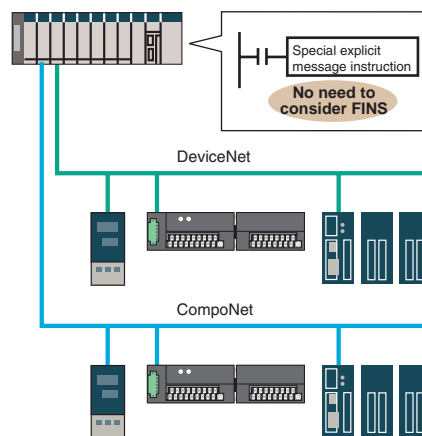 Special explicit
message instruction
No need to
consider FINS
DeviceNet
CompoNet